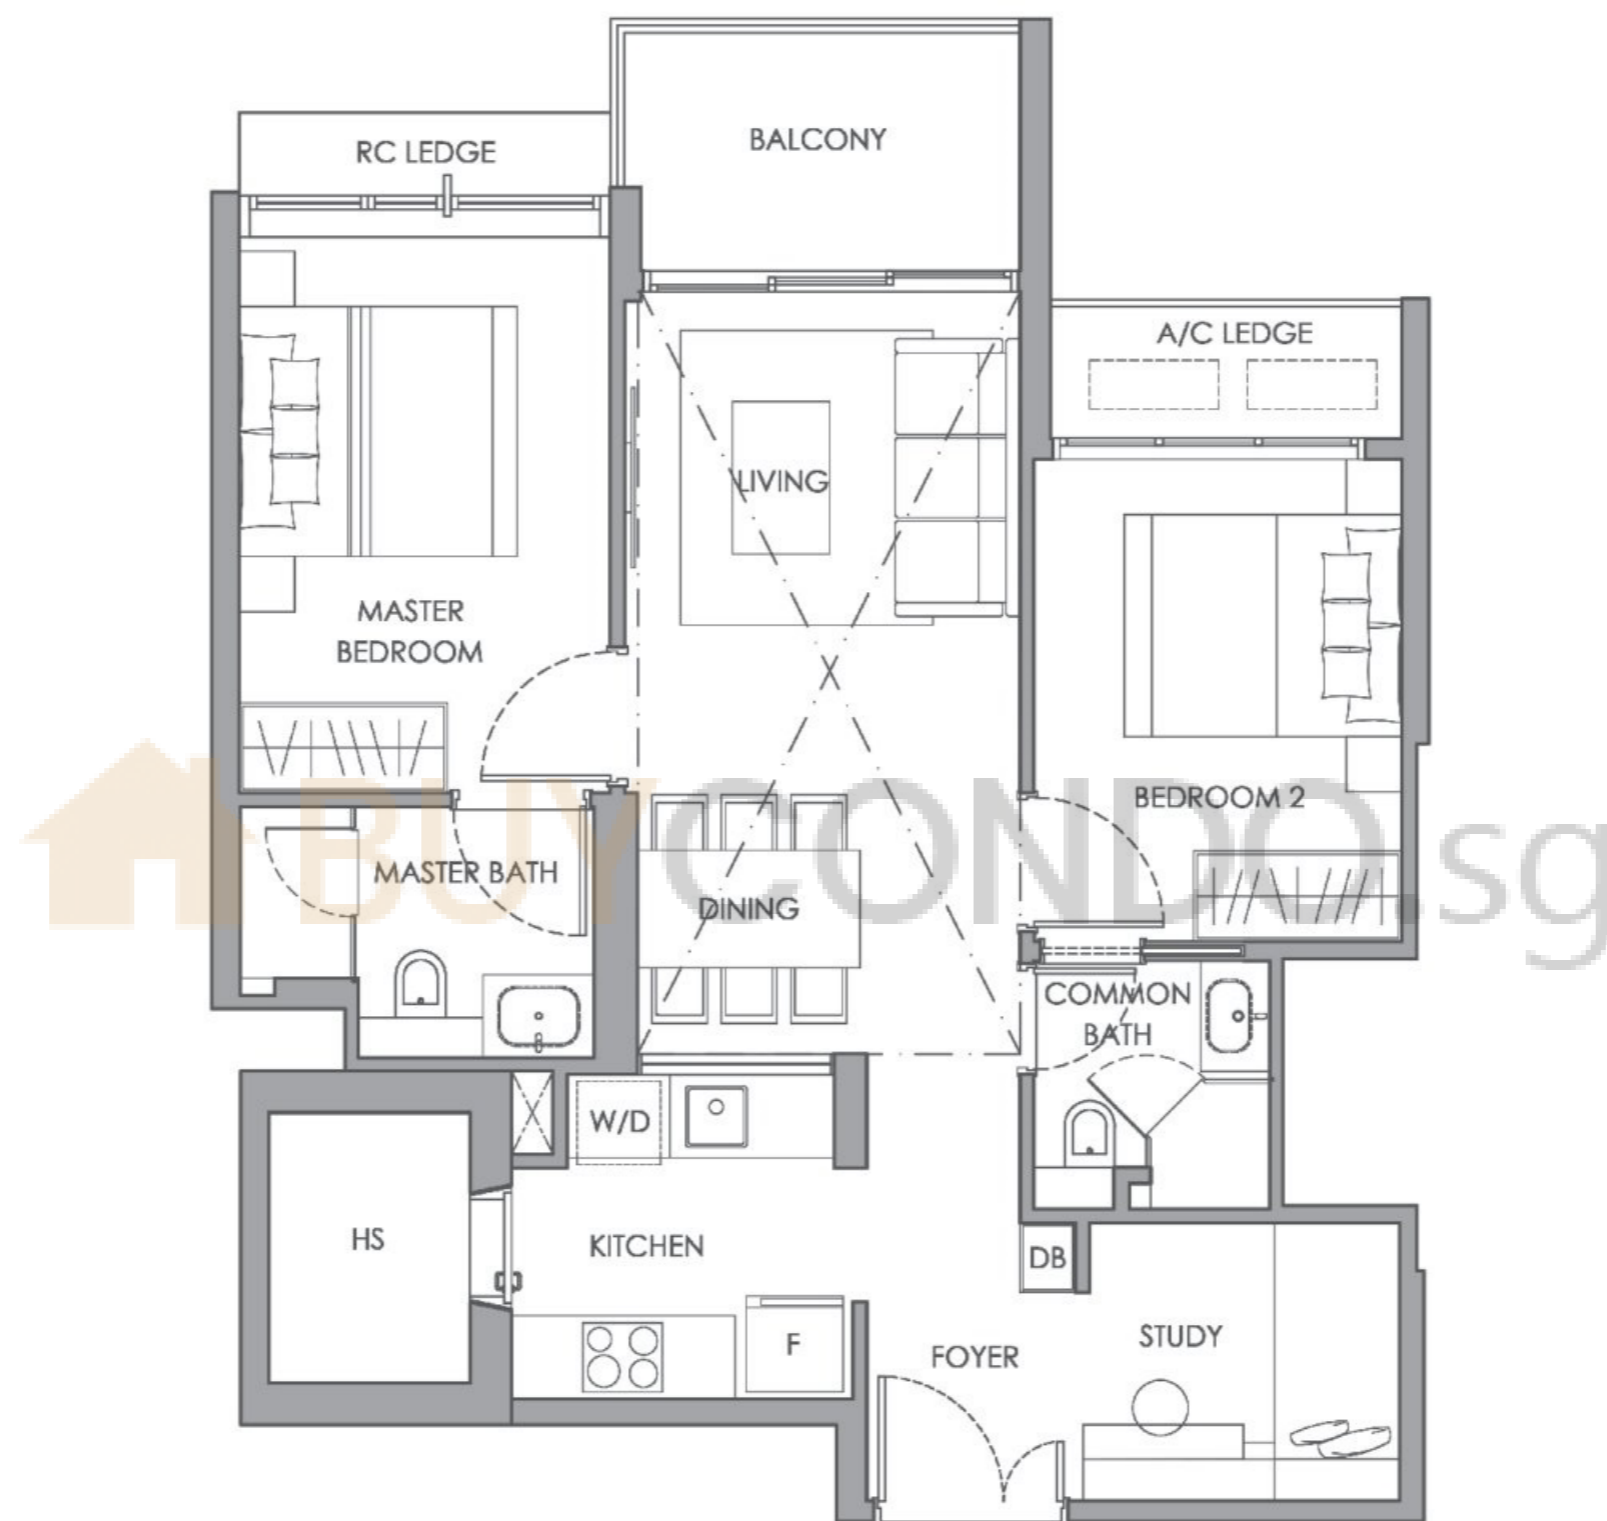 BALCONY
RC LEDGE
A/C LEDGE
LIVING
MASTER
BEDROOM
BEDROOM 2
BUYCONDO.sg
MASTER BATH
DINING
COMMON
BATH
W/D
HS
KITCHEN
DB
F
FOYER
STUDY